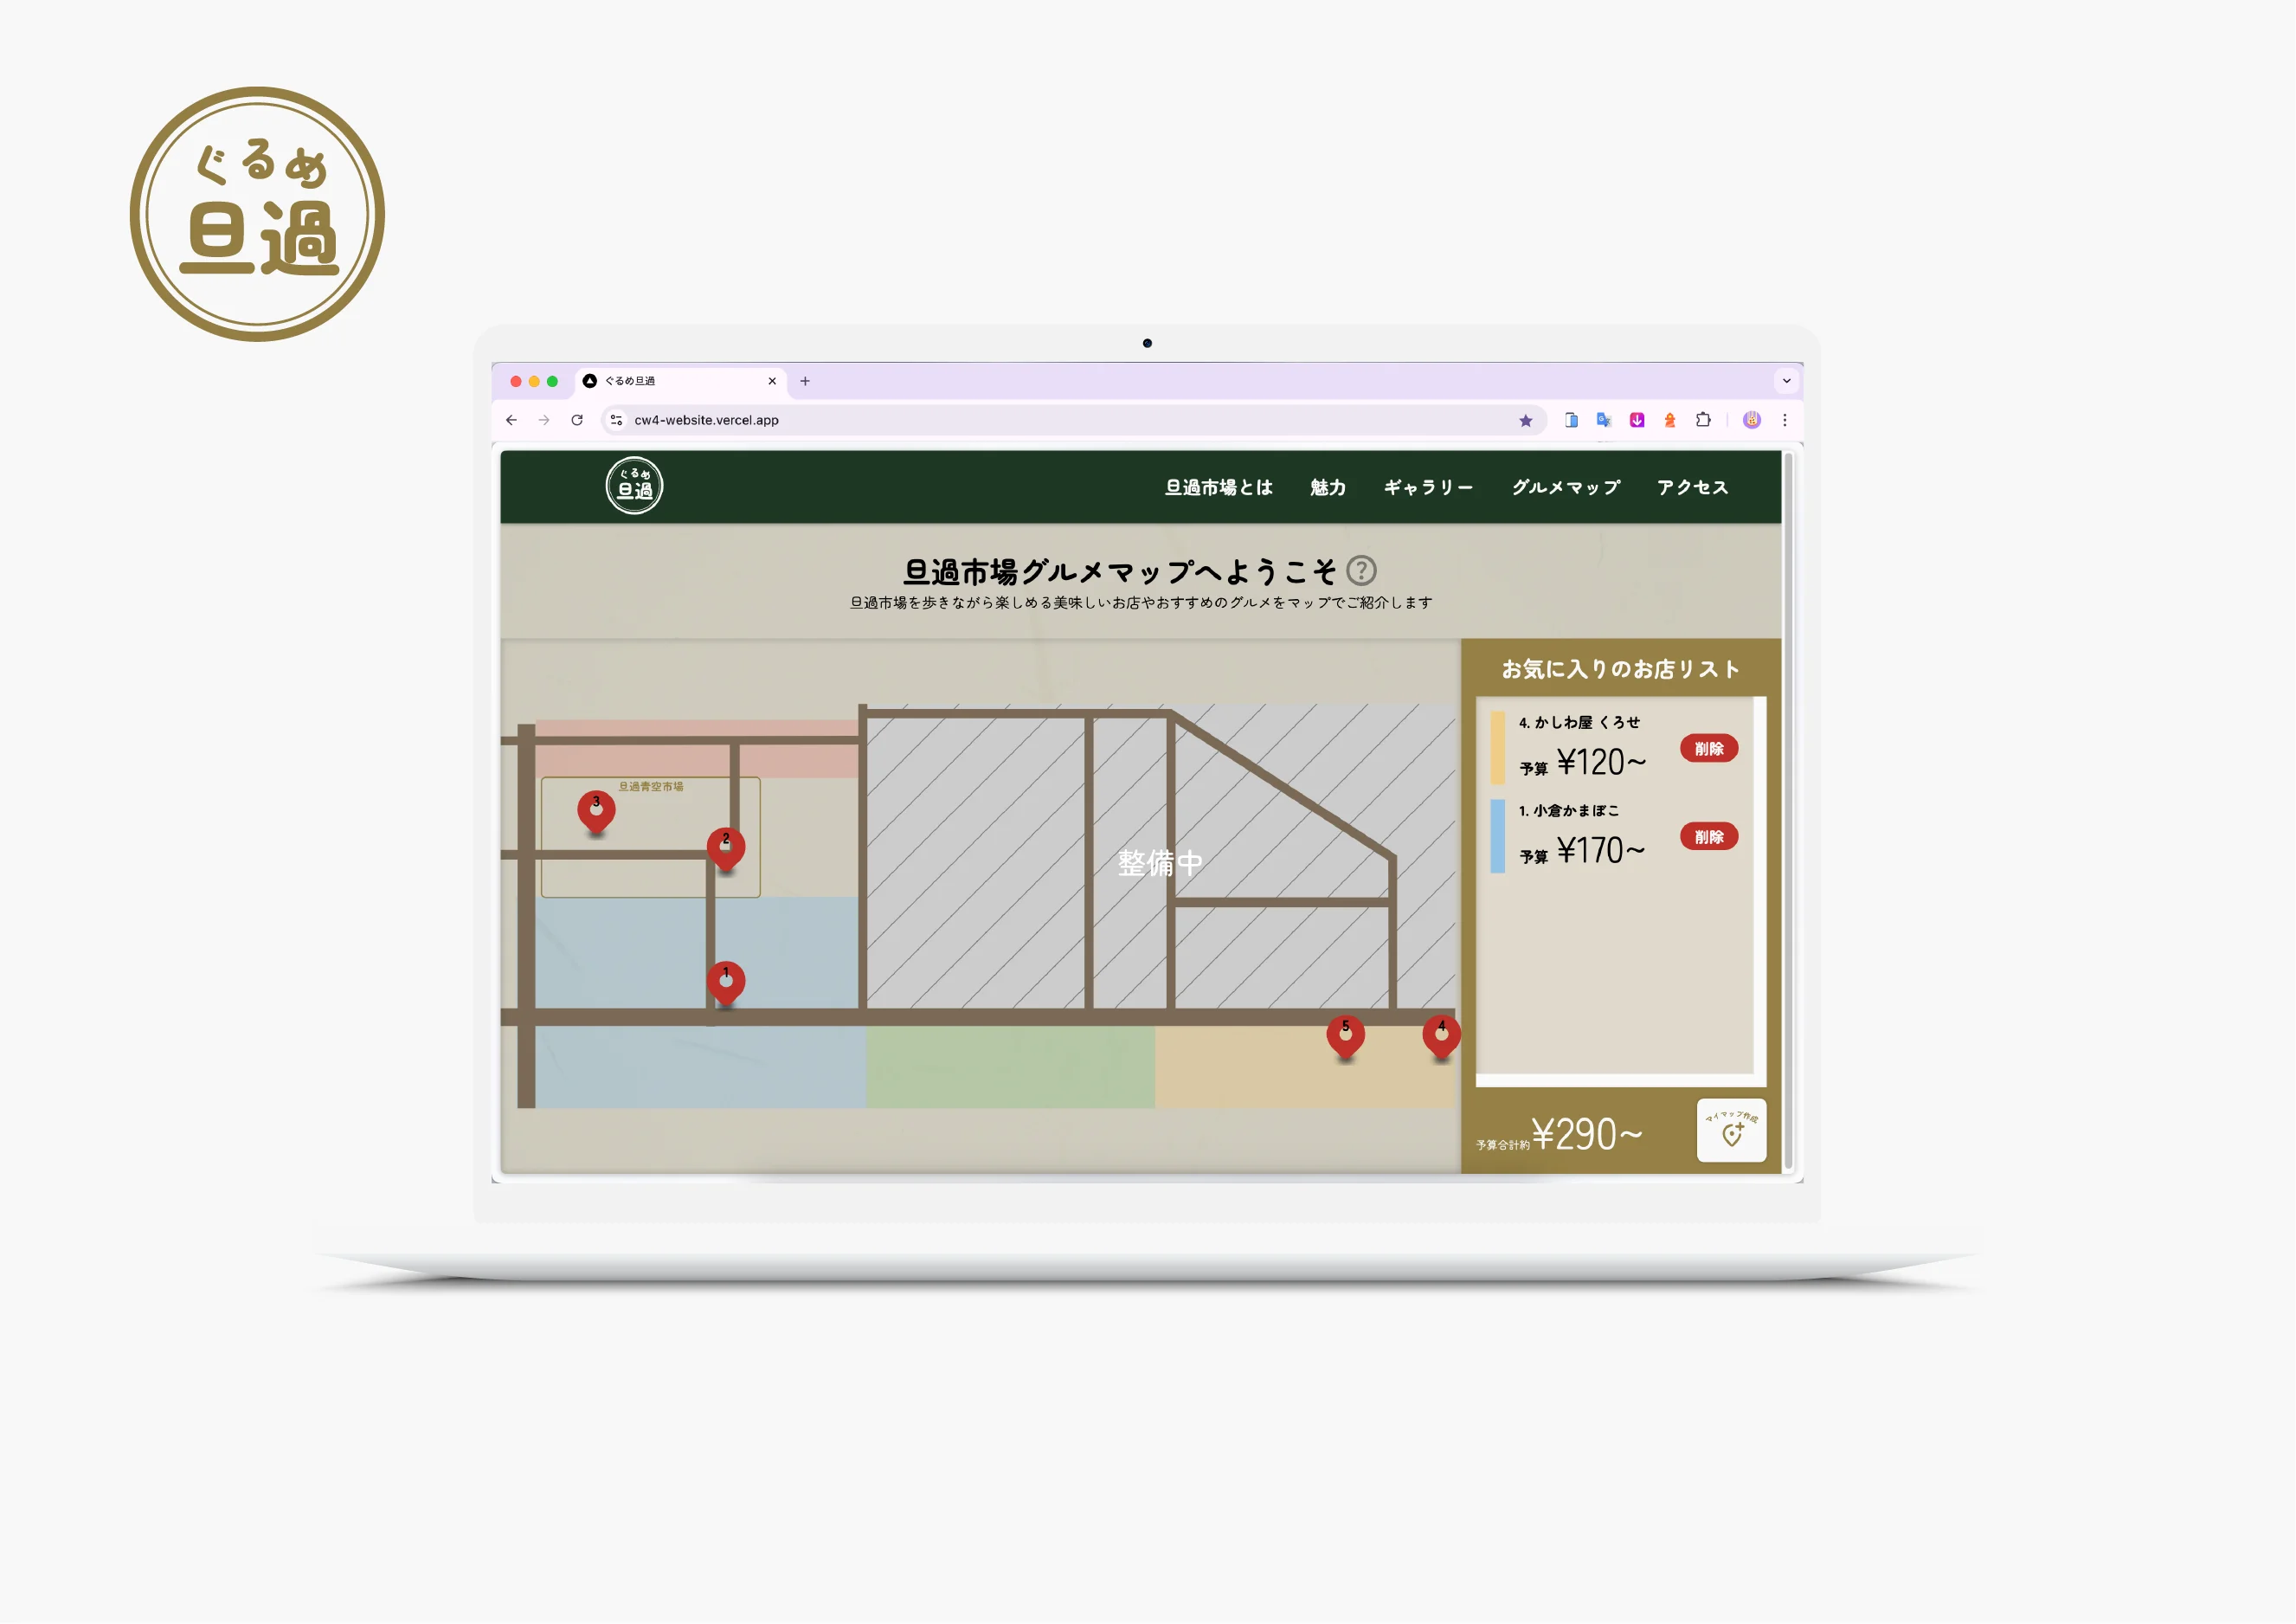 ぐるめ
旦過
ぐるめ旦過
cw4-website.vercel.app
ぐるめ
旦過
旦過市場とは 魅力 ギャラリー グルメマップ アクセス
旦過市場グルメマップへようこそ ?
旦過市場を歩きながら楽しめる美味しいお店やおすすめのグルメをマップでご紹介します
旦過青空市場
3
2
1
整備中
5
4
お気に入りのお店リスト
4. かしわ屋 くろせ
予算 ¥120~
削除
1. 小倉かまぼこ
予算 ¥170~
削除
予算合計約¥290~
マイマップ作成